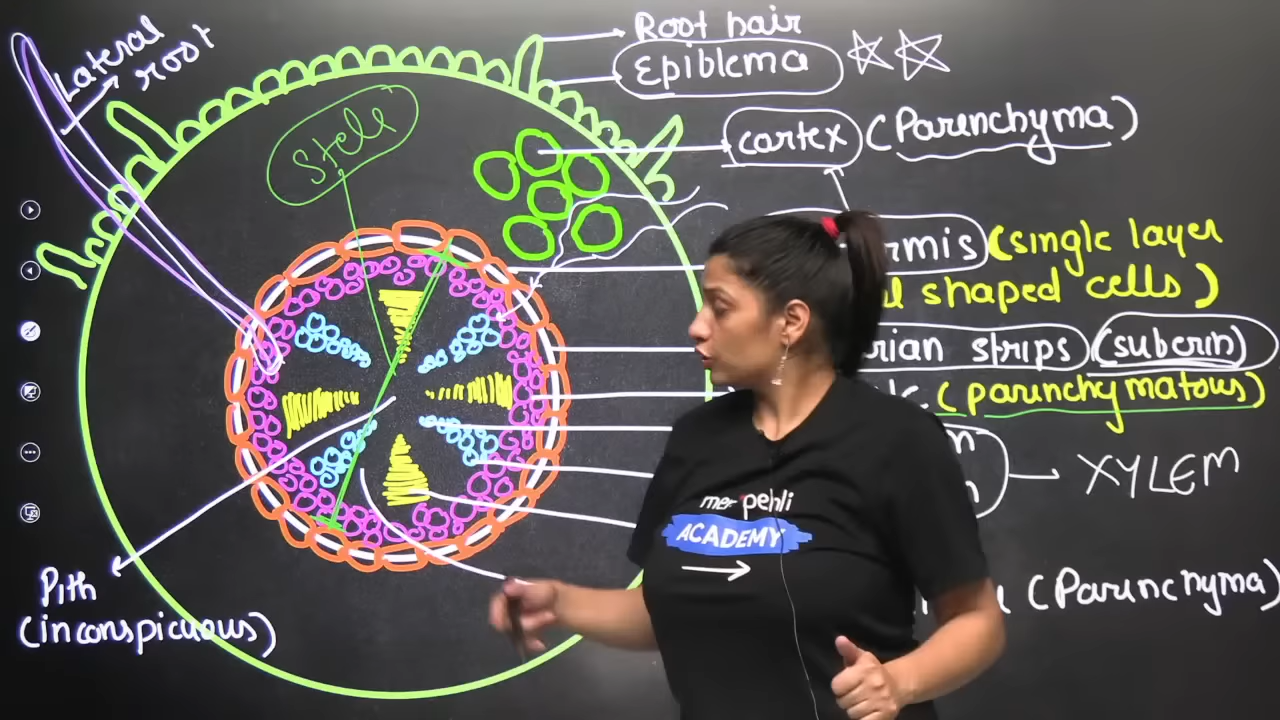 Lateral
root
Stele
Root hair
Epiblema
cortex (Parenchyma)
rmis (single layer
shaped cells)
rian strips (suberin)
(parenchymatous)
XYLEM
(Parenchyma)
Pith
(inconspicuous)
meri pehli
ACADEMY